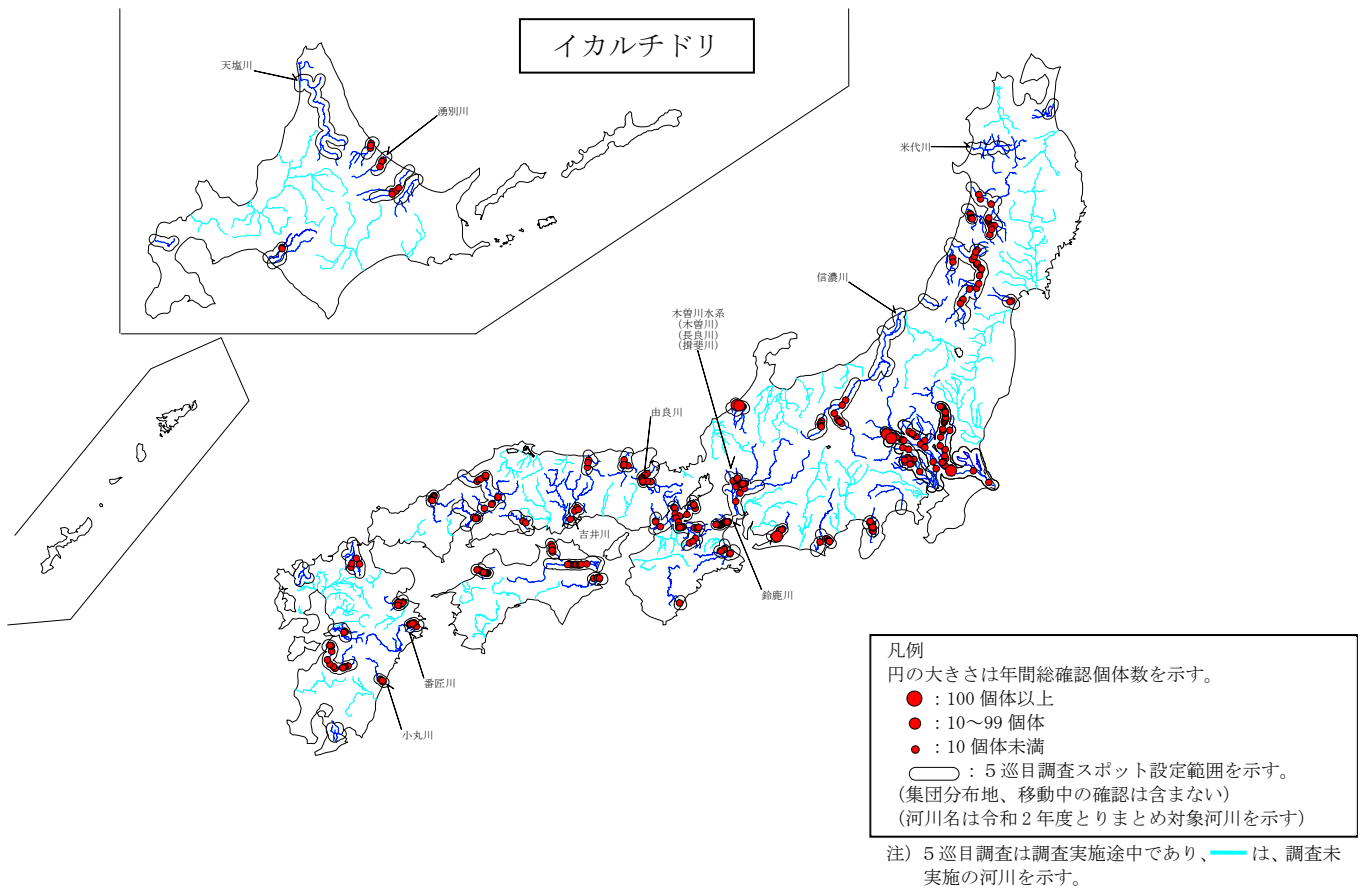 イカルチドリ
天塩川
湧別川
米代川
信濃川
木曽川水系
（木曽川）
（長良川）
（揖斐川）
由良川
吉井川
鈴鹿川
番匠川
小丸川
凡例
円の大きさは年間総確認個体数を示す。
：100 個体以上
：10～99 個体
：10 個体未満
：５巡目調査スポット設定範囲を示す。
（集団分布地、移動中の確認は含まない）
（河川名は令和２年度とりまとめ対象河川を示す）
注）５巡目調査は調査実施途中であり、 は、調査未
実施の河川を示す。